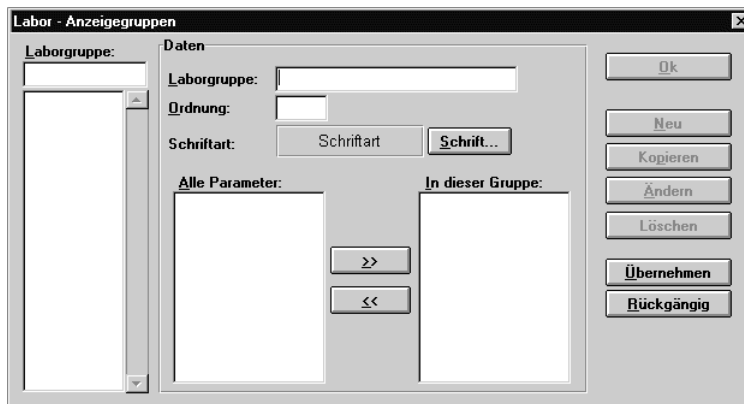 Labor - Anzeigegruppen
Laborgruppe:
Daten
Laborgruppe:
Ordnung:
Schriftart: Schriftart Schrift...
Alle Parameter: In dieser Gruppe:
>>
<<
Ok
Neu
Kopieren
Ändern
Löschen
Übernehmen
Rückgängig